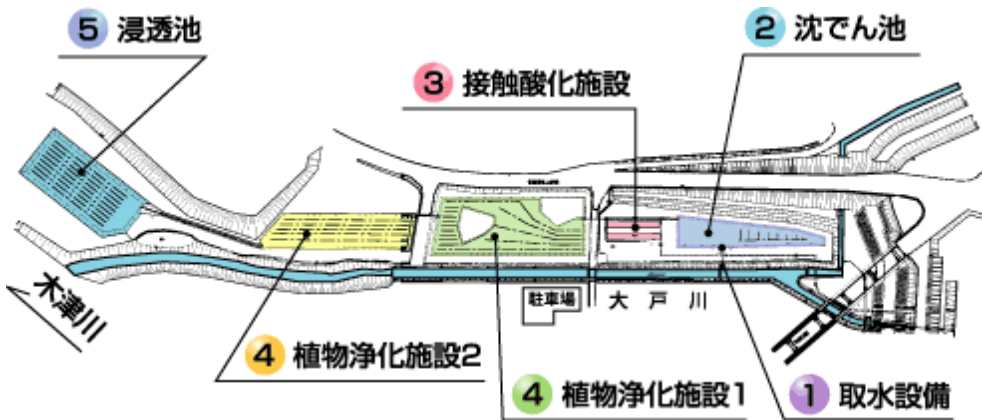 5 浸透池
2 沈でん池
3 接触酸化施設
木津川
駐車場
大戸川
4 植物浄化施設2
4 植物浄化施設1
1 取水設備